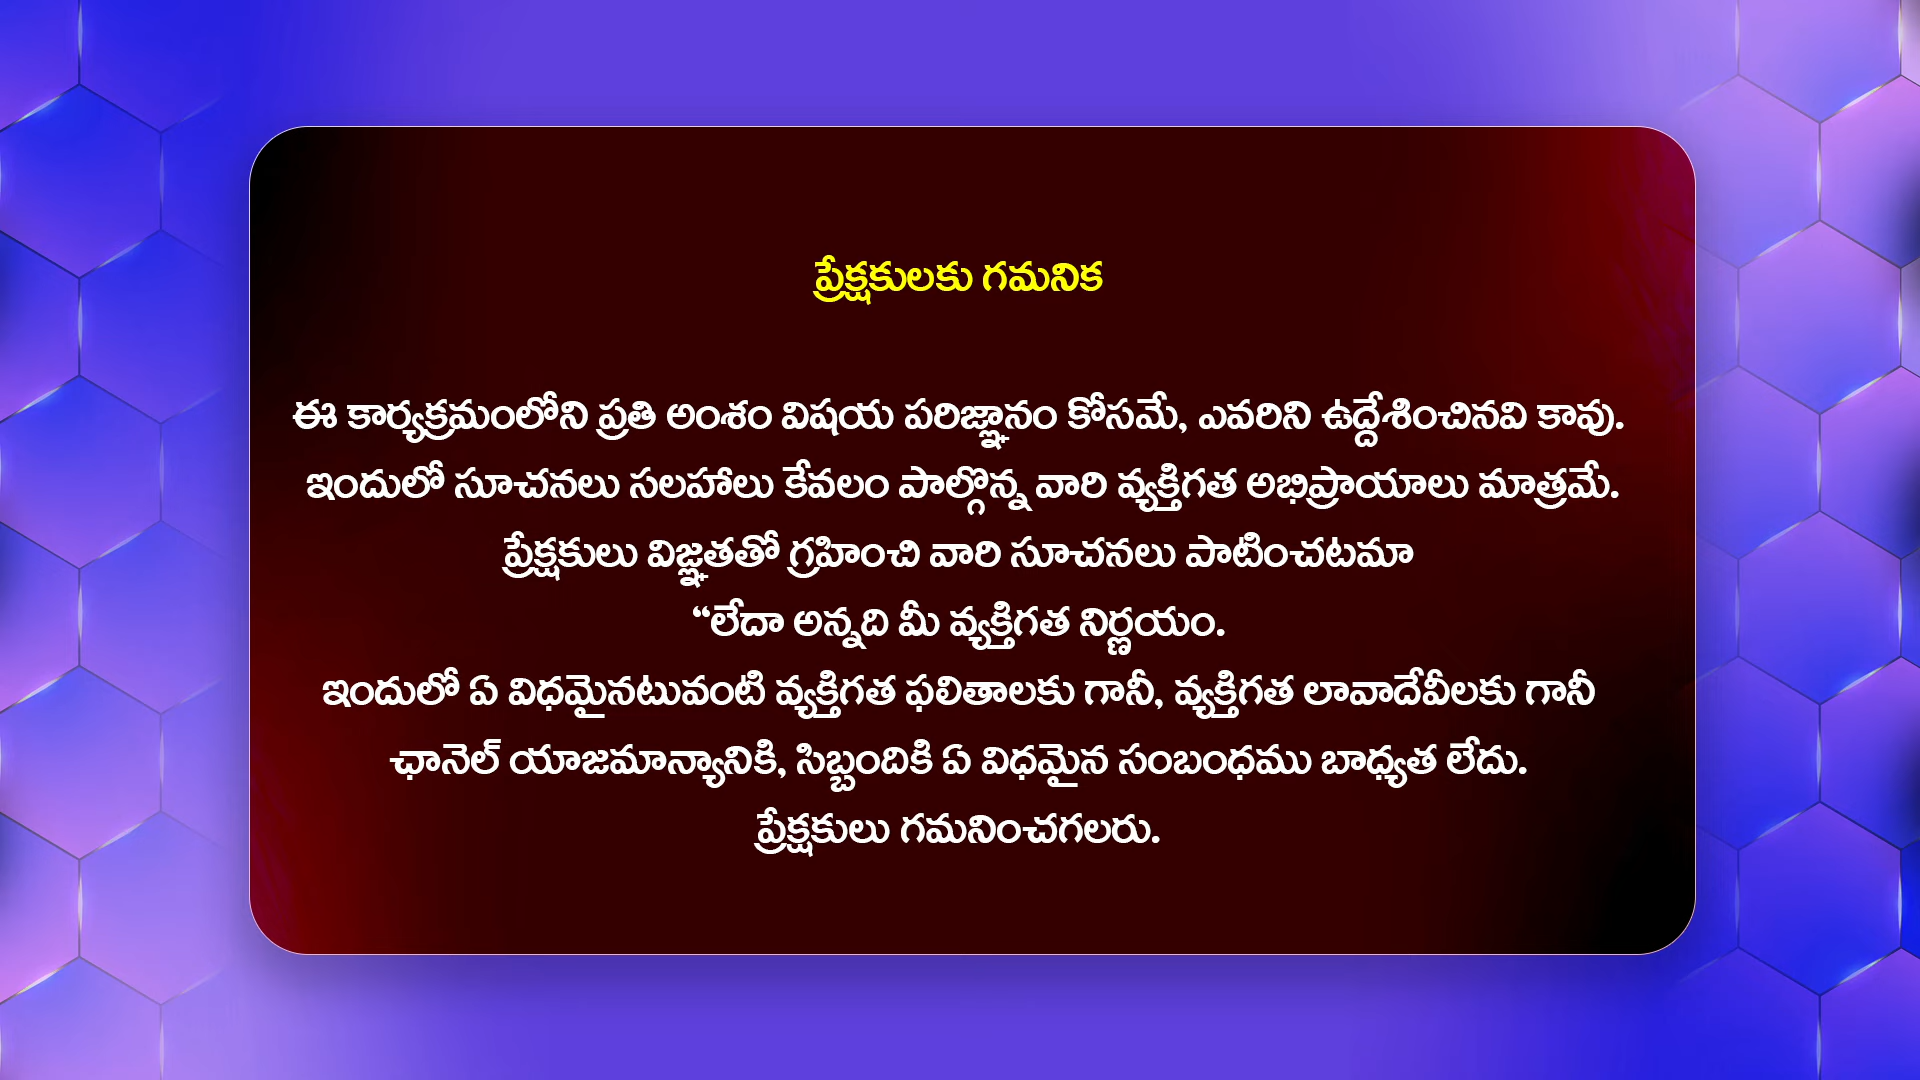 ప్రేక్షకులకు గమనిక
ఈ కార్యక్రమంలోని ప్రతి అంశం విషయ పరిజ్ఞానం కోసమే, ఎవరిని ఉద్దేశించినవి కావు.
ఇందులో సూచనలు సలహాలు కేవలం పాల్గొన్న వారి వ్యక్తిగత అభిప్రాయాలు మాత్రమే.
ప్రేక్షకులు విజ్ఞతతో గ్రహించి వారి సూచనలు పాటించటమా
“లేదా అన్నది మీ వ్యక్తిగత నిర్ణయం.
ఇందులో ఏ విధమైనటువంటి వ్యక్తిగత ఫలితాలకు గానీ, వ్యక్తిగత లావాదేవీలకు గానీ
ఛానెల్ యాజమాన్యానికి, సిబ్బందికి ఏ విధమైన సంబంధము బాధ్యత లేదు.
ప్రేక్షకులు గమనించగలరు.